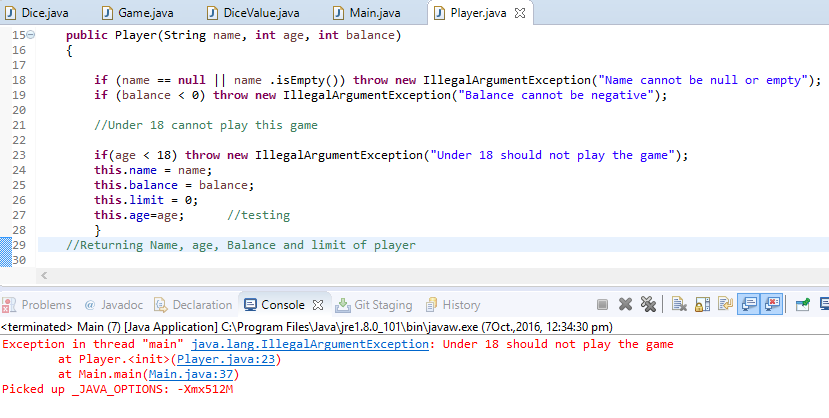 Dice.java Game.java DiceValue.java Main.java Player.java
15 public Player(String name, int age, int balance)
16 {
17
18 if (name == null || name .isEmpty()) throw new IllegalArgumentException("Name cannot be null or empty");
19 if (balance < 0) throw new IllegalArgumentException("Balance cannot be negative");
20
21 //Under 18 cannot play this game
22
23 if(age < 18) throw new IllegalArgumentException("Under 18 should not play the game");
24 this.name = name;
25 this.balance = balance;
26 this.limit = 0;
27 this.age=age; //testing
28 }
29 //Returning Name, age, Balance and limit of player
30
Problems @ Javadoc Declaration Console Git Staging History
<terminated> Main (7) [Java Application] C:\Program Files\Java\jre1.8.0_101\bin\javaw.exe (7Oct.,2016, 12:34:30 pm)
Exception in thread "main" java.lang.IllegalArgumentException: Under 18 should not play the game
at Player.<init>(Player.java:23)
at Main.main(Main.java:37)
Picked up _JAVA_OPTIONS: -Xmx512M